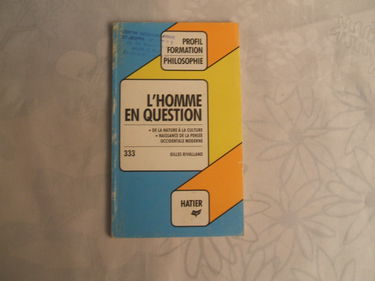 PROFIL
FORMATION
PHILOSOPHIE
L'HOMME
EN QUESTION
• DE LA NATURE À LA CULTURE
• NAISSANCE DE LA PENSÉE
OCCIDENTALE MODERNE
333
GILLES RIVALLAND
HATIER